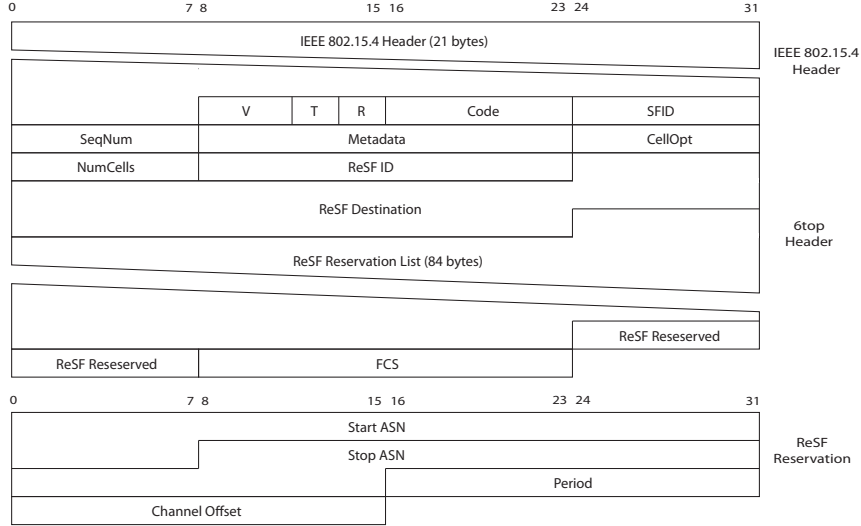 0 7 8 15 16 23 24 31
IEEE 802.15.4 Header (21 bytes)
IEEE 802.15.4
Header
V T R Code SFID
SeqNum Metadata CellOpt
NumCells ReSF ID
ReSF Destination
6top
Header
ReSF Reservation List (84 bytes)
ReSF Reseserved
ReSF Reseserved FCS
0 7 8 15 16 23 24 31
Start ASN
Stop ASN
ReSF
Reservation
Period
Channel Offset